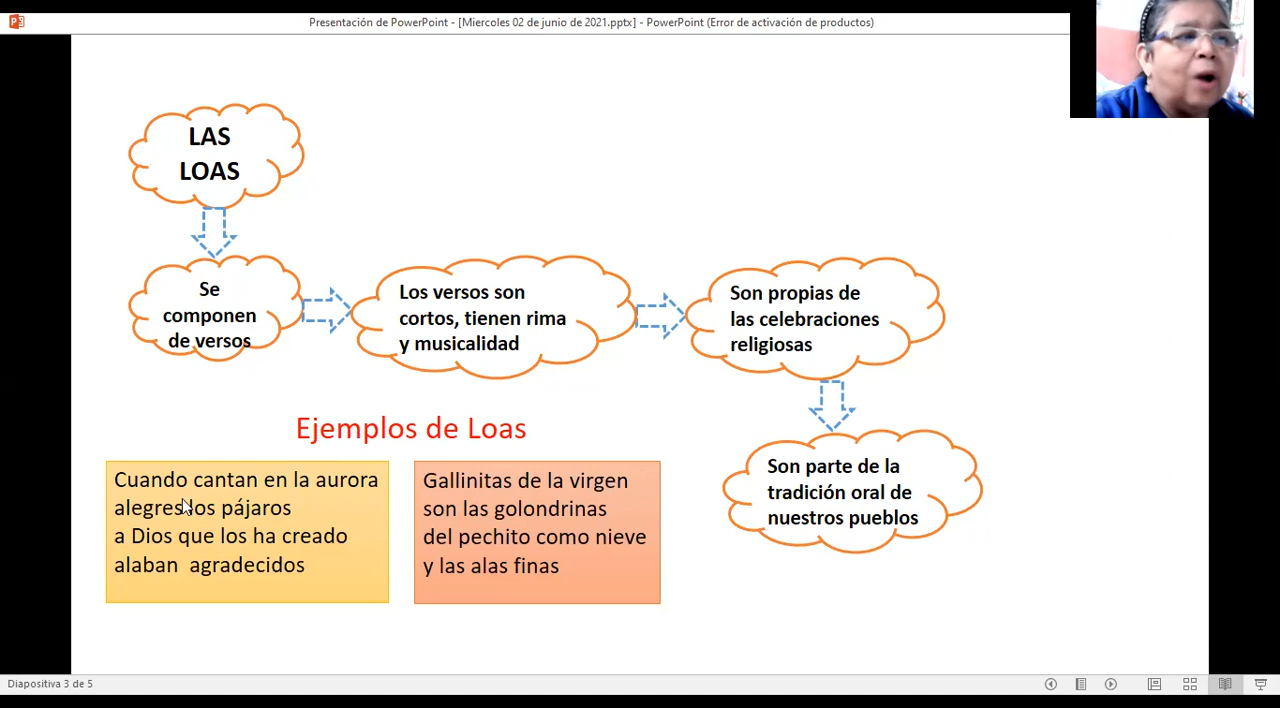 Presentación de PowerPoint - [Miercoles 02 de junio de 2021.pptx] - PowerPoint (Error de activación de productos)
LAS
LOAS
Se
componen
de versos
Los versos son
cortos, tienen rima
y musicalidad
Son propias de
las celebraciones
religiosas
Son parte de la
tradición oral de
nuestros pueblos
Ejemplos de Loas
Cuando cantan en la aurora
alegres los pájaros
a Dios que los ha creado
alaban agradecidos
Gallinitas de la virgen
son las golondrinas
del pechito como nieve
y las alas finas
Diapositiva 3 de 5